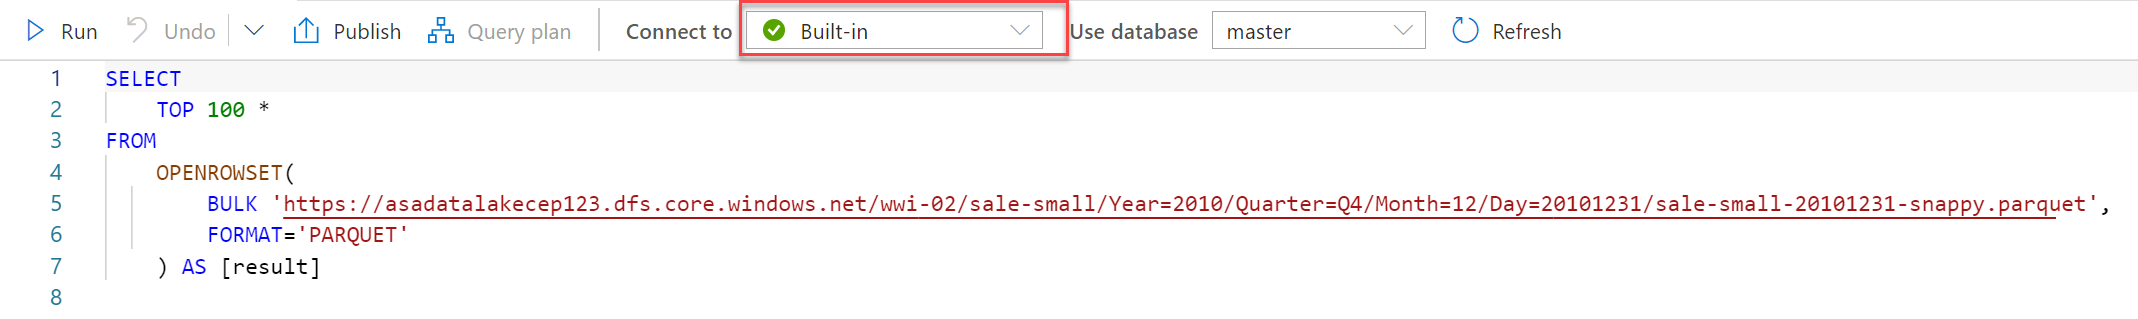 Run Undo Publish Query plan Connect to Built-in Use database master Refresh
1 SELECT
2     TOP 100 *
3 FROM
4     OPENROWSET(
5         BULK 'https://asadatalakecep123.dfs.core.windows.net/wwi-02/sale-small/Year=2010/Quarter=Q4/Month=12/Day=20101231/sale-small-20101231-snappy.parquet',
6         FORMAT='PARQUET'
7     ) AS [result]
8